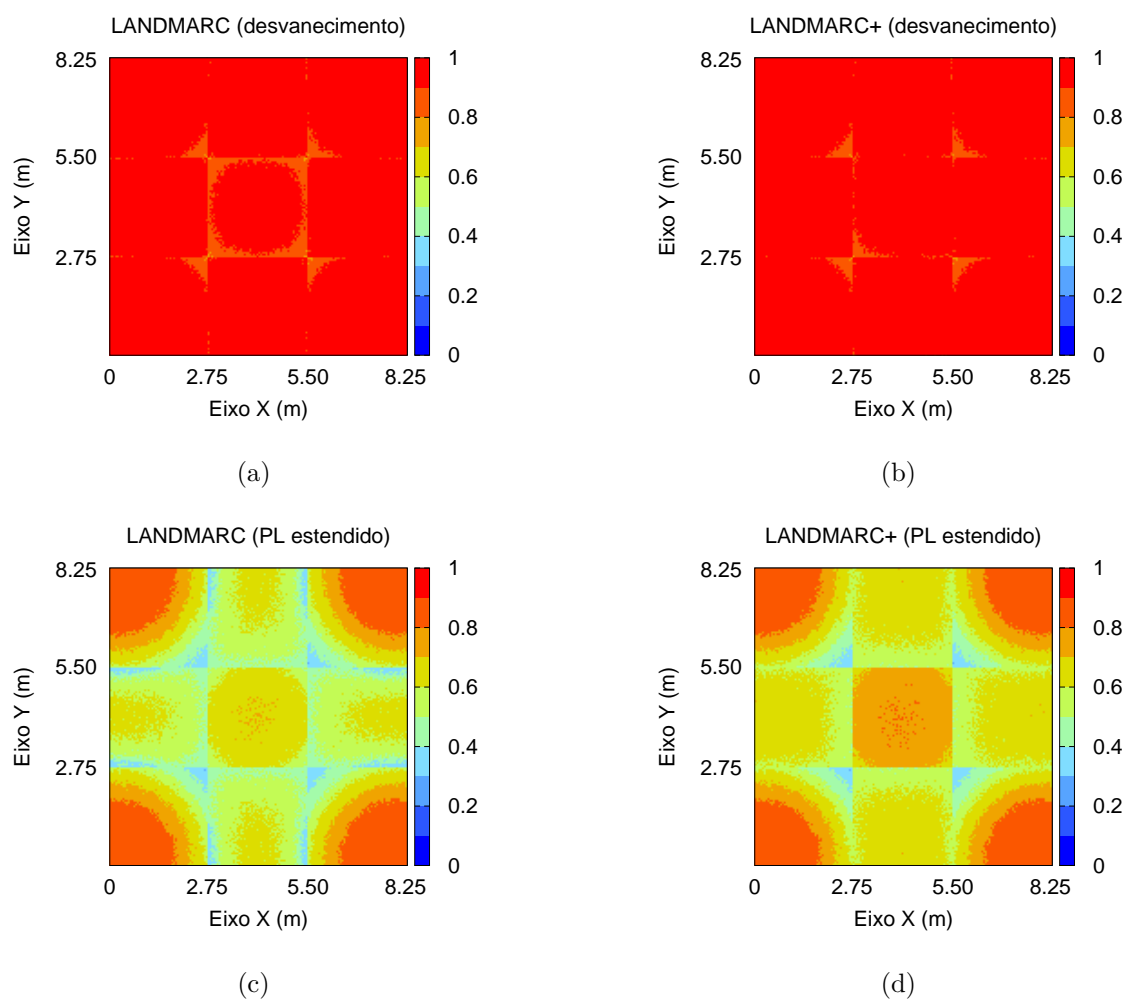 LANDMARC (desvanecimento)
8.25
5.50
2.75
Eixo Y (m)
0 2.75 5.50 8.25
Eixo X (m)
1
0.8
0.6
0.4
0.2
0
(a)
LANDMARC+ (desvanecimento)
8.25
5.50
2.75
Eixo Y (m)
0 2.75 5.50 8.25
Eixo X (m)
1
0.8
0.6
0.4
0.2
0
(b)
LANDMARC (PL estendido)
8.25
5.50
2.75
Eixo Y (m)
0 2.75 5.50 8.25
Eixo X (m)
1
0.8
0.6
0.4
0.2
0
(c)
LANDMARC+ (PL estendido)
8.25
5.50
2.75
Eixo Y (m)
0 2.75 5.50 8.25
Eixo X (m)
1
0.8
0.6
0.4
0.2
0
(d)